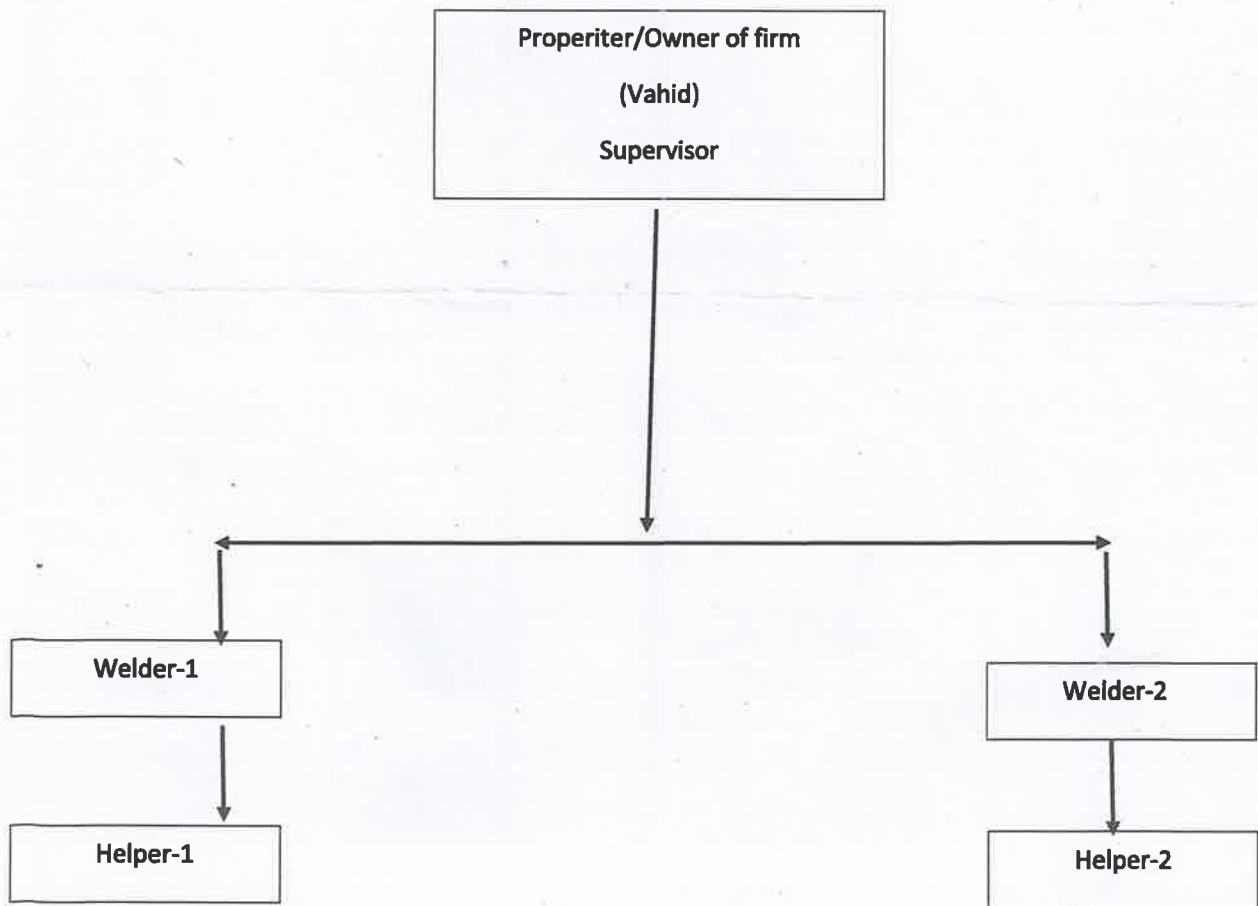 Properiter/Owner of firm
(Vahid)
Supervisor
Welder-1
Welder-2
Helper-1
Helper-2